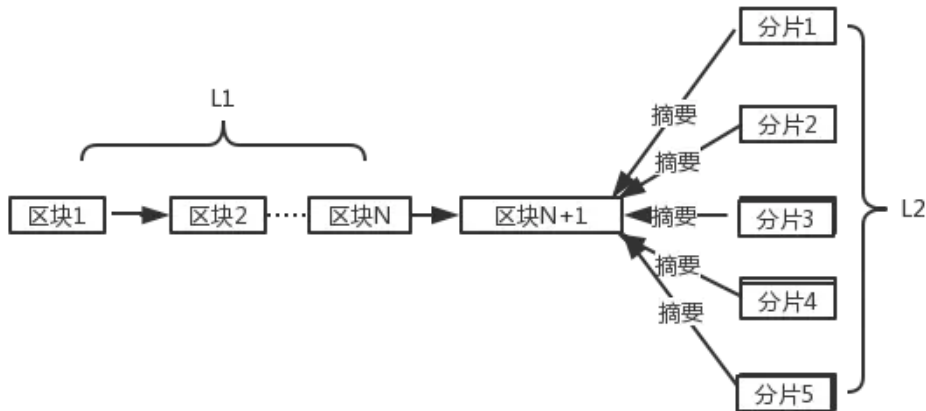 L1
区块1
区块2
区块N
区块N+1
摘要
摘要
摘要
摘要
摘要
分片1
分片2
分片3
分片4
分片5
L2